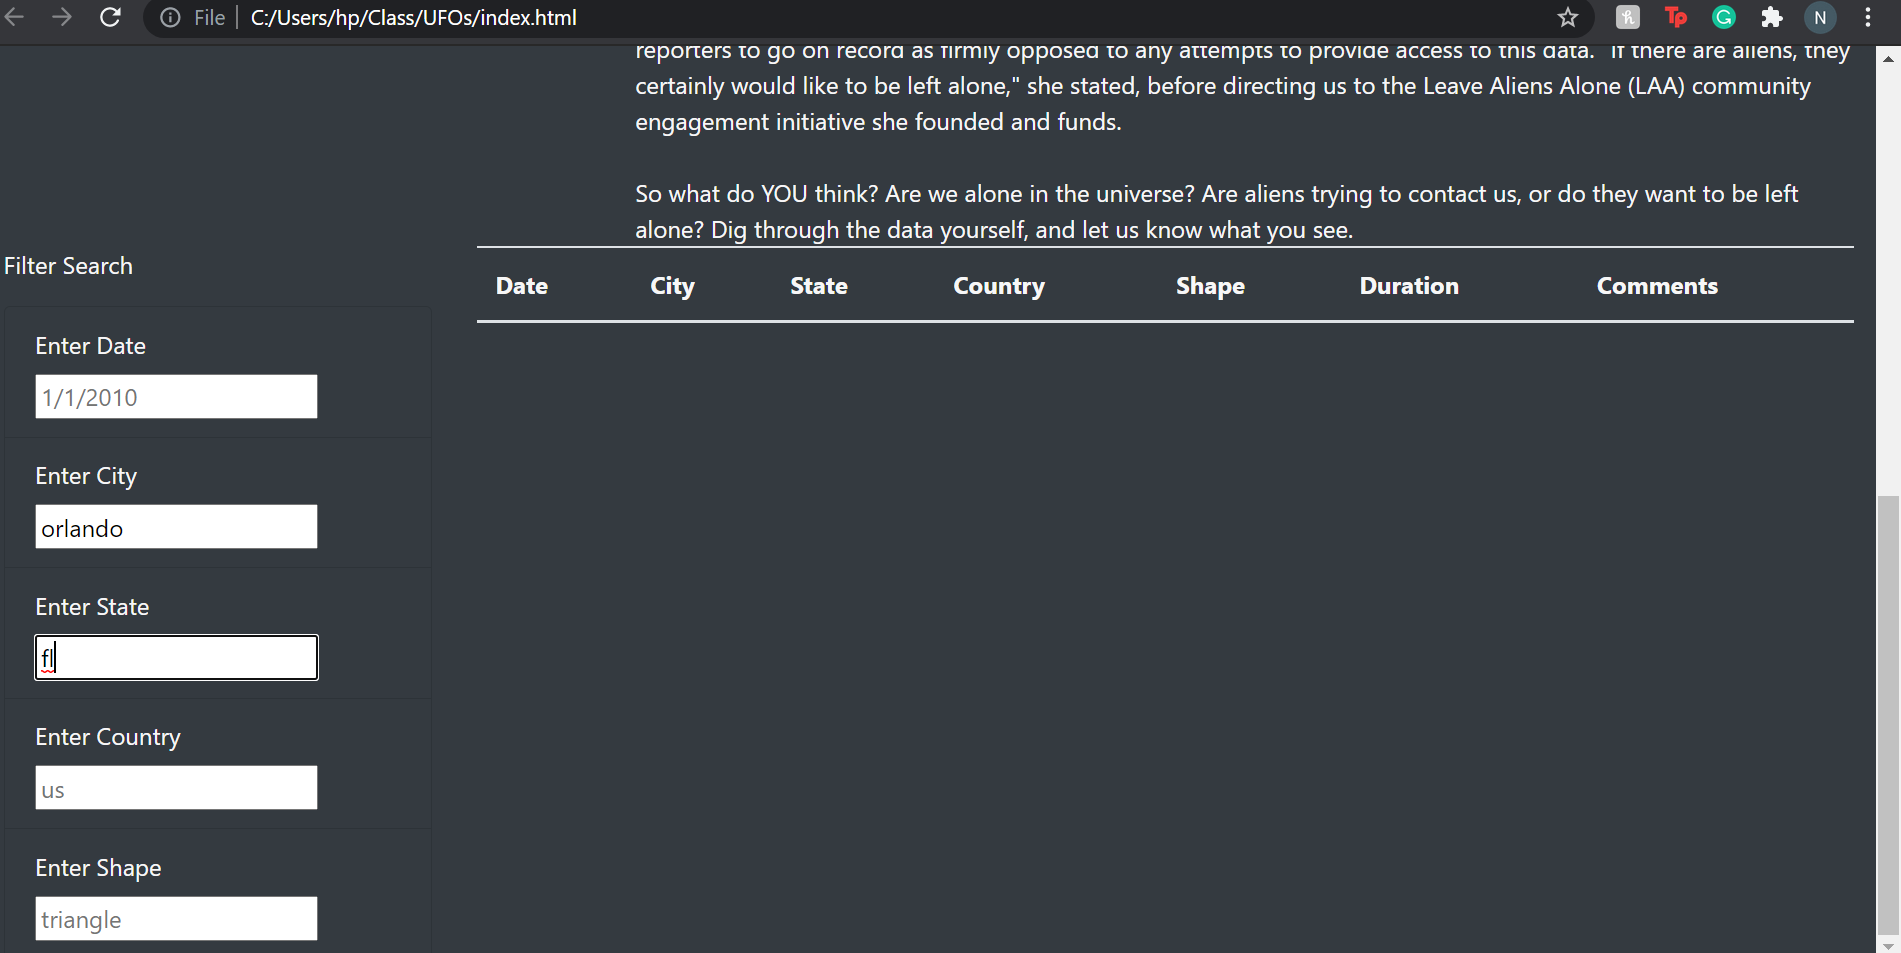 File
C:/Users/hp/Class/UFOs/index.html
Tp
G
N
reporters to go on record as firmly opposed to any attempts to provide access to this data. "If there are aliens, they
certainly would like to be left alone," she stated, before directing us to the Leave Aliens Alone (LAA) community
engagement initiative she founded and funds.
So what do YOU think? Are we alone in the universe? Are aliens trying to contact us, or do they want to be left
alone? Dig through the data yourself, and let us know what you see.
Filter Search
Date City State Country Shape Duration Comments
Enter Date
1/1/2010
Enter City
orlando
Enter State
fl
Enter Country
us
Enter Shape
triangle